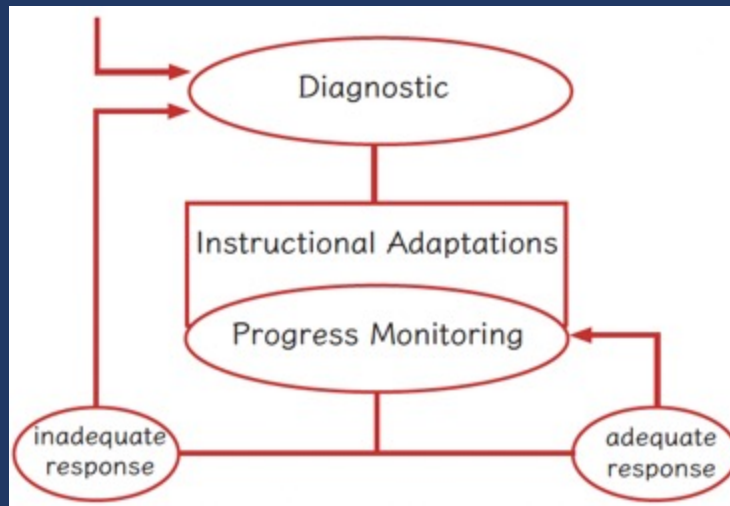 Diagnostic
Instructional Adaptations
Progress Monitoring
inadequate
response
adequate
response